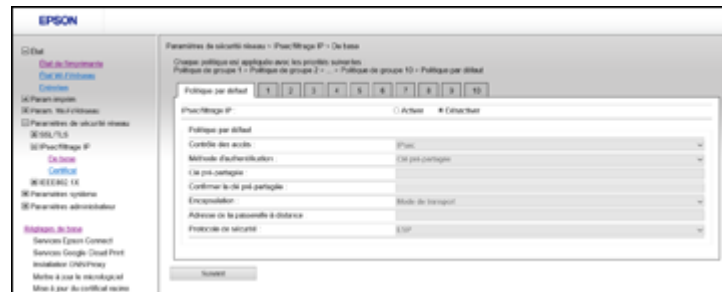 EPSON
État
État de l'imprimante
État Wi-Fi/réseau
Entretien
Param imprim
Param. Wi-Fi/Réseau
Paramètres de sécurité réseau
SSL/TLS
IPsec/filtrage IP
De base
Certificat
IEEE802.1X
Paramètres système
Paramètres administrateur
Réglages de base
Services Epson Connect
Services Google Cloud Print
Installation DNS/Proxy
Mettre à jour le micrologiciel
Mise à jour du certificat racine
Paramètres de sécurité réseau > IPsec/filtrage IP > De base
Chaque politique est appliquée avec les priorités suivantes
Politique de groupe 1 > Politique de groupe 2 > ... > Politique de groupe 10 > Politique par défaut
Politique par défaut 1 2 3 4 5 6 7 8 9 10
IPsec/filtrage IP : Activer Désactiver
Politique par défaut
Contrôle des accès : IPsec
Méthode d'authentification : Clé pré-partagée
Clé pré-partagée :
Confirmer la clé pré-partagée :
Encapsulation : Mode de transport
Adresse de la passerelle à distance :
Protocole de sécurité : ESP
Suivant